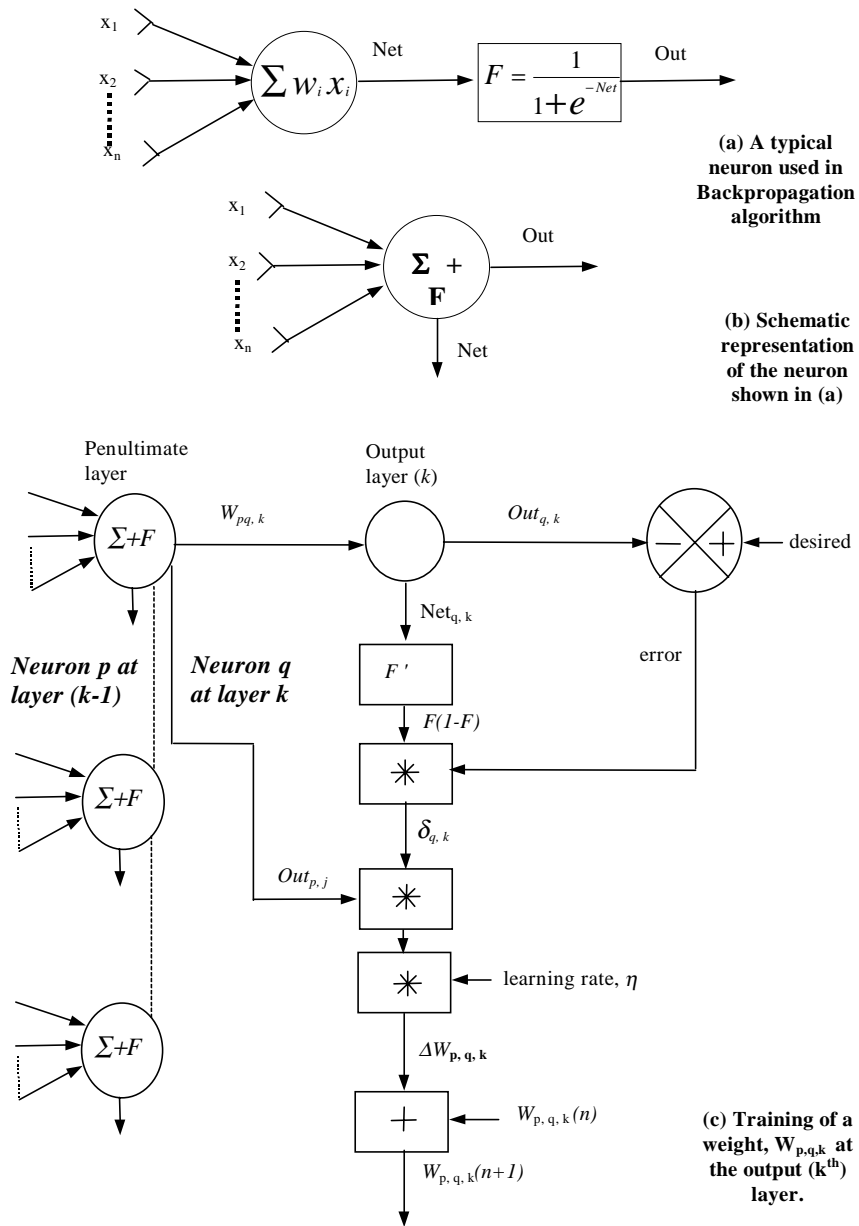 x1
Net
Out
x2
∑ wi xi
F = 1 / 1+e^-Net
xn
(a) A typical
neuron used in
Backpropagation
algorithm
x1
Out
x2
Σ +
F
xn
Net
(b) Schematic
representation
of the neuron
shown in (a)
Penultimate
layer
Output
layer (k)
Wpq, k
Outq, k
Σ+F
− +
desired
Netq, k
error
Neuron p at
layer (k-1)
Neuron q
at layer k
F '
F(1-F)
Σ+F
*
δq, k
Outp, j
*
*
learning rate, η
Σ+F
ΔWp, q, k
+
Wp, q, k(n)
Wp, q, k(n+1)
(c) Training of a
weight, Wp,q,k at
the output (kth)
layer.